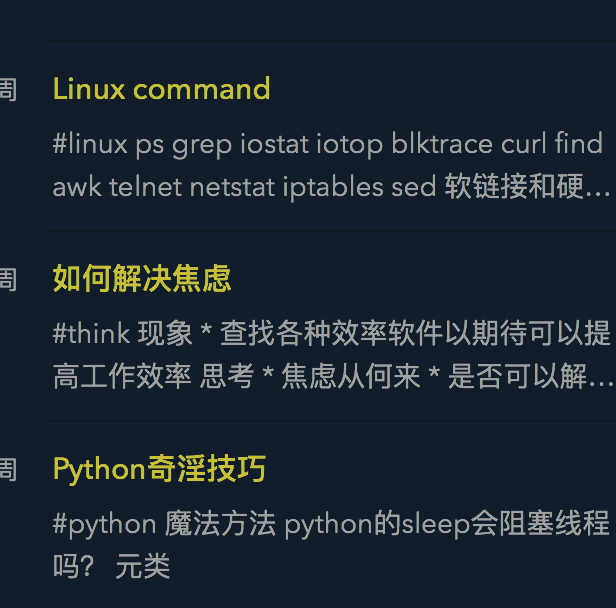 周 Linux command
#linux ps grep iostat iotop blktrace curl find
awk telnet netstat iptables sed 软链接和硬…
周 如何解决焦虑
#think 现象 * 查找各种效率软件以期待可以提
高工作效率 思考 * 焦虑从何来 * 是否可以解…
周 Python奇淫技巧
#python 魔法方法 python的sleep会阻塞线程
吗? 元类